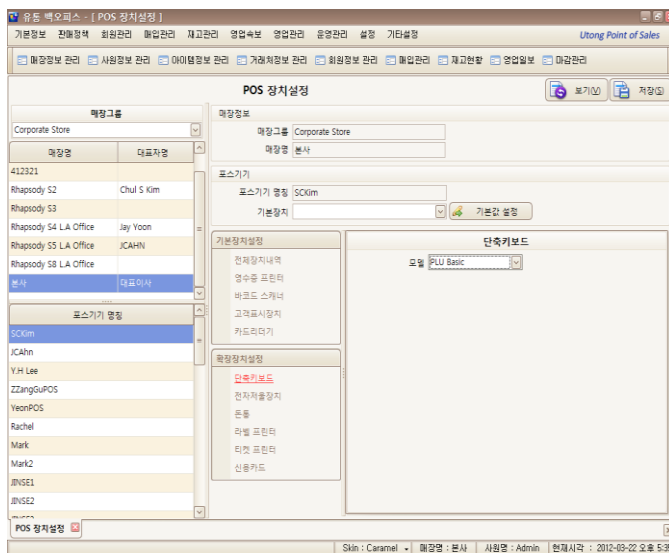 유통 백오피스 - [ POS 장치설정 ]
기본정보 판매정책 회원관리 매입관리 재고관리 영업속보 영업관리 운영관리 설정 기타설정 Utong Point of Sales
매장정보 관리 사원정보 관리 아이템정보 관리 거래처정보 관리 회원정보 관리 매입관리 재고현황 영업일보 마감관리
POS 장치설정 보기(V) 저장(S)
매장그룹
Corporate Store
매장명 대표자명
412321
Rhapsody S2 Chul S Kim
Rhapsody S3
Rhapsody S4 LA Office Jay Yoon
Rhapsody S5 LA Office JCAHN
Rhapsody S8 LA Office
본사 대표이사
포스기기 명칭
SCKim
JCAhn
Y.H Lee
ZZangGuPOS
YeonPOS
Rachel
Mark
Mark2
JINSE1
JINSE2
매장정보
매장그룹 Corporate Store
매장명 본사
포스기기
포스기기 명칭 SCKim
기본장치 기본값 설정
기본장치설정
전체장치내역
영수증 프린터
바코드 스캐너
고객표시장치
카드리더기
확장장치설정
단축키보드
전자저울장치
돈통
라벨 프린터
티켓 프린터
신용카드
단축키보드
모델 PLU Basic
POS 장치설정
Skin : Caramel 매장명 : 본사 사원명 : Admin 현재시각 : 2012-03-22 오후 5:3